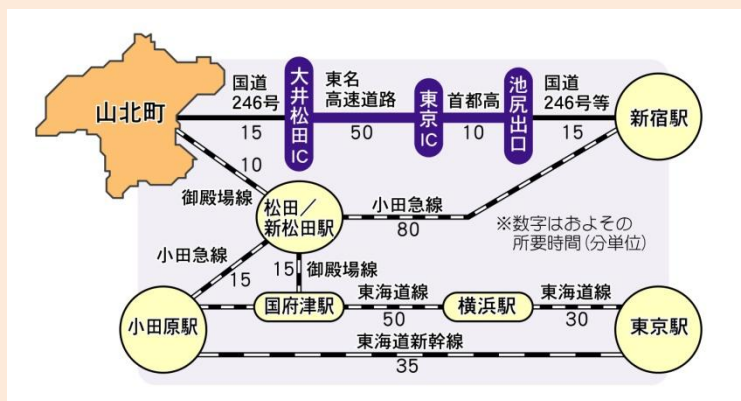 山北町
国道
246号
15
大井松田IC
東名
高速道路
50
東京IC
首都高
10
池尻出口
国道
246号等
15
新宿駅
10
御殿場線
松田/
新松田駅
小田急線
80
※数字はおよその
所要時間(分単位)
小田急線
15
15
御殿場線
小田原駅
国府津駅
東海道線
50
横浜駅
東海道線
30
東京駅
東海道新幹線
35